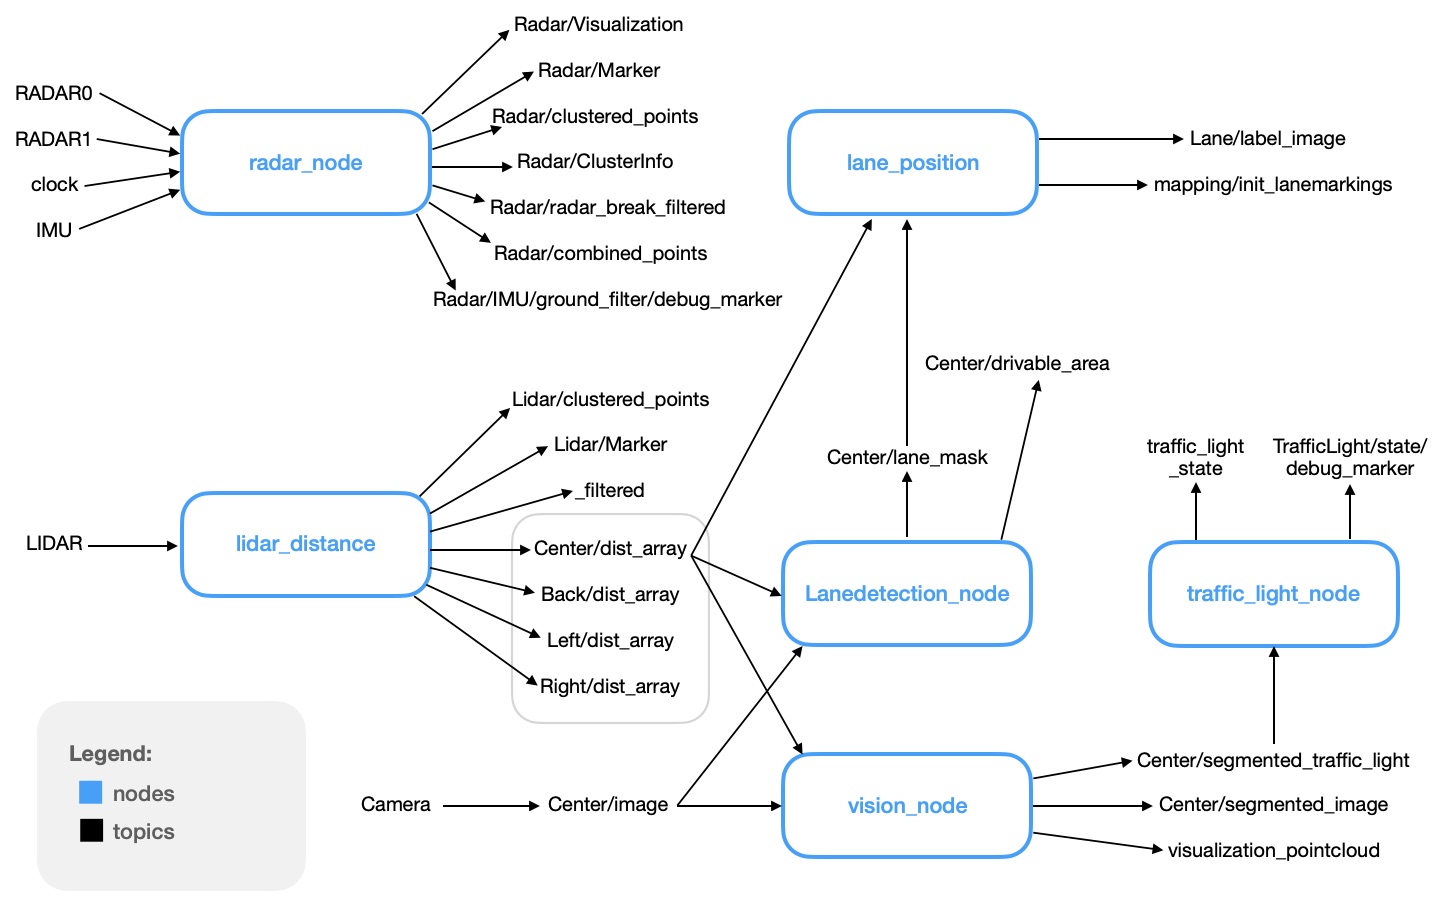 Radar/Visualization
Radar/Marker
RADAR0
Radar/clustered_points
RADAR1
radar_node
Radar/ClusterInfo
clock
Radar/radar_break_filtered
IMU
Radar/combined_points
Radar/IMU/ground_filter/debug_marker
lane_position
Lane/label_image
mapping/init_lanemarkings
Center/drivable_area
Center/lane_mask
Lidar/clustered_points
Lidar/Marker
_filtered
LIDAR
lidar_distance
Center/dist_array
Back/dist_array
Left/dist_array
Right/dist_array
Lanedetection_node
traffic_light
_state
TrafficLight/state/
debug_marker
traffic_light_node
Camera
Center/image
vision_node
Center/segmented_traffic_light
Center/segmented_image
visualization_pointcloud
Legend:
nodes
topics